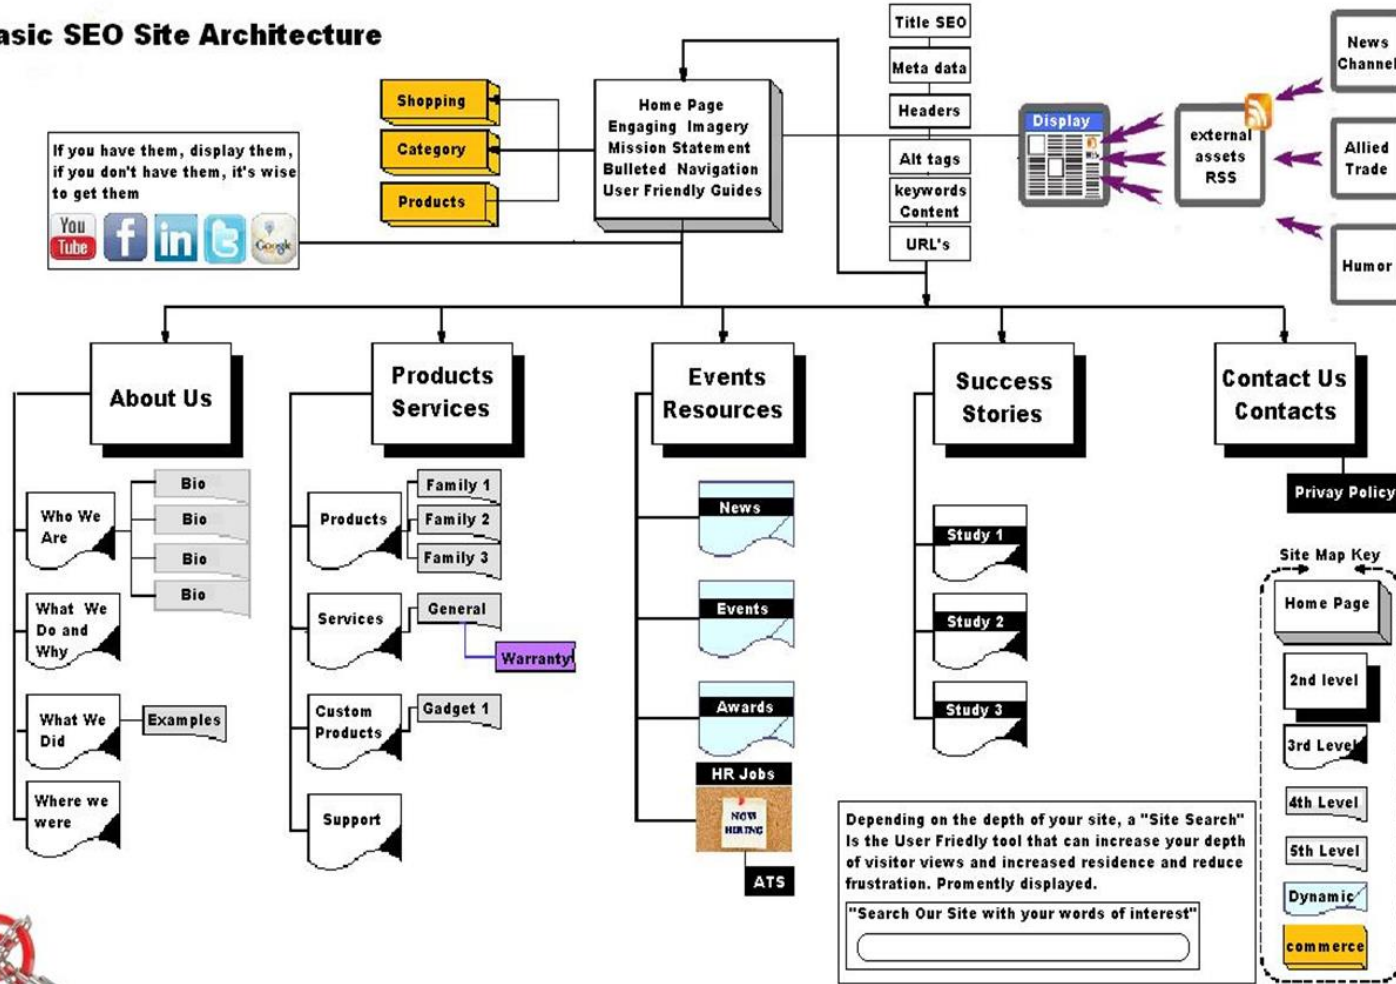 asic SEO Site Architecture
Title SEO
Meta data
Headers
Alt tags
keywords
Content
URL's
News
Channel
Allied
Trade
Humor
external
assets
RSS
Display
Shopping
Category
Products
Home Page
Engaging Imagery
Mission Statement
Bulleted Navigation
User Friendly Guides
If you have them, display them,
if you don't have them, it's wise
to get them
You
Tube
f
in
t
Google
About Us
Products
Services
Events
Resources
Success
Stories
Contact Us
Contacts
Privay Policy
Who We
Are
Bio
Bio
Bio
Bio
What We
Do and
Why
What We
Did
Examples
Where we
were
Products
Family 1
Family 2
Family 3
Services
General
Warranty
Custom
Products
Gadget 1
Support
News
Events
Awards
HR Jobs
NOW
HIRING
ATS
Study 1
Study 2
Study 3
Site Map Key
Home Page
2nd level
3rd Level
4th Level
5th Level
Dynamic
commerce
Depending on the depth of your site, a "Site Search"
Is the User Friedly tool that can increase your depth
of visitor views and increased residence and reduce
frustration. Promently displayed.
"Search Our Site with your words of interest"